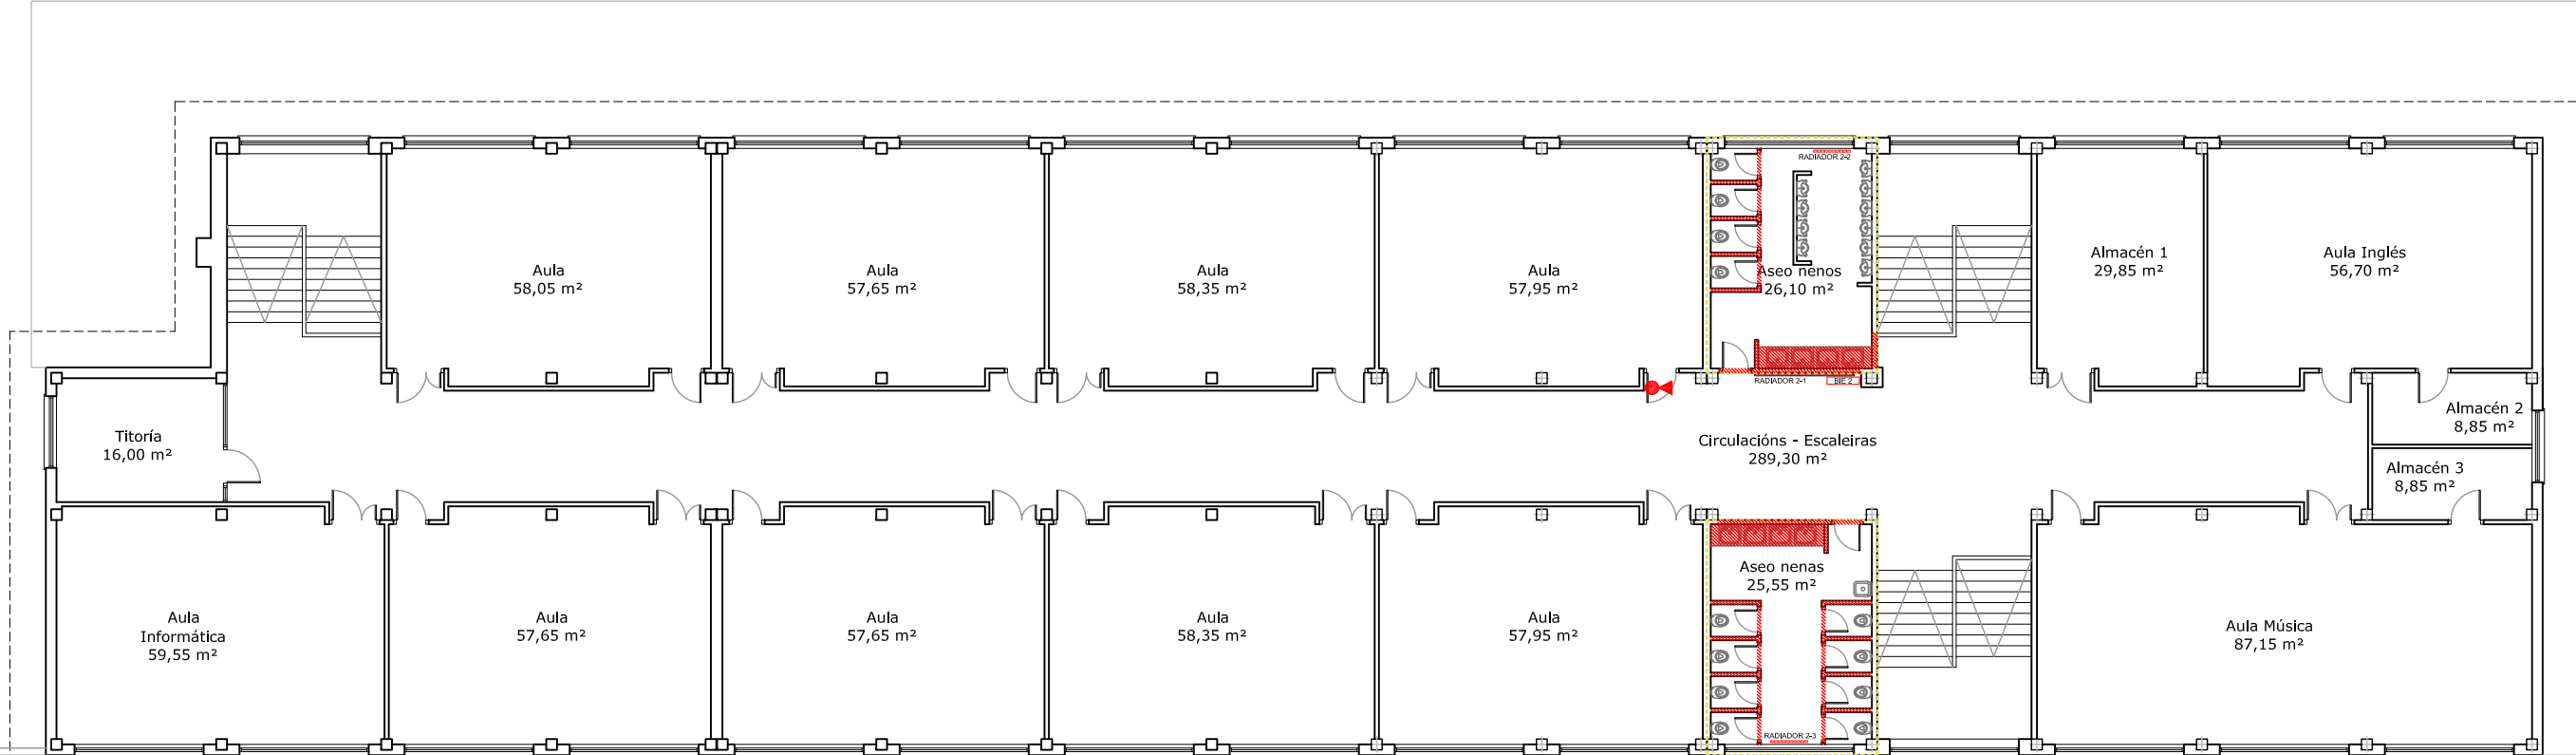 RADIADOR 2-2
Aula
58,05 m²
Aula
57,65 m²
Aula
58,35 m²
Aula
57,95 m²
Aseo nenos
26,10 m²
Almacén 1
29,85 m²
Aula Inglés
56,70 m²
RADIADOR 2-1
BIE 2
Titoría
16,00 m²
Circulacións - Escaleiras
289,30 m²
Almacén 2
8,85 m²
Almacén 3
8,85 m²
Aula
Informática
59,55 m²
Aula
57,65 m²
Aula
57,65 m²
Aula
58,35 m²
Aula
57,95 m²
Aseo nenas
25,55 m²
Aula Música
87,15 m²
RADIADOR 2-3